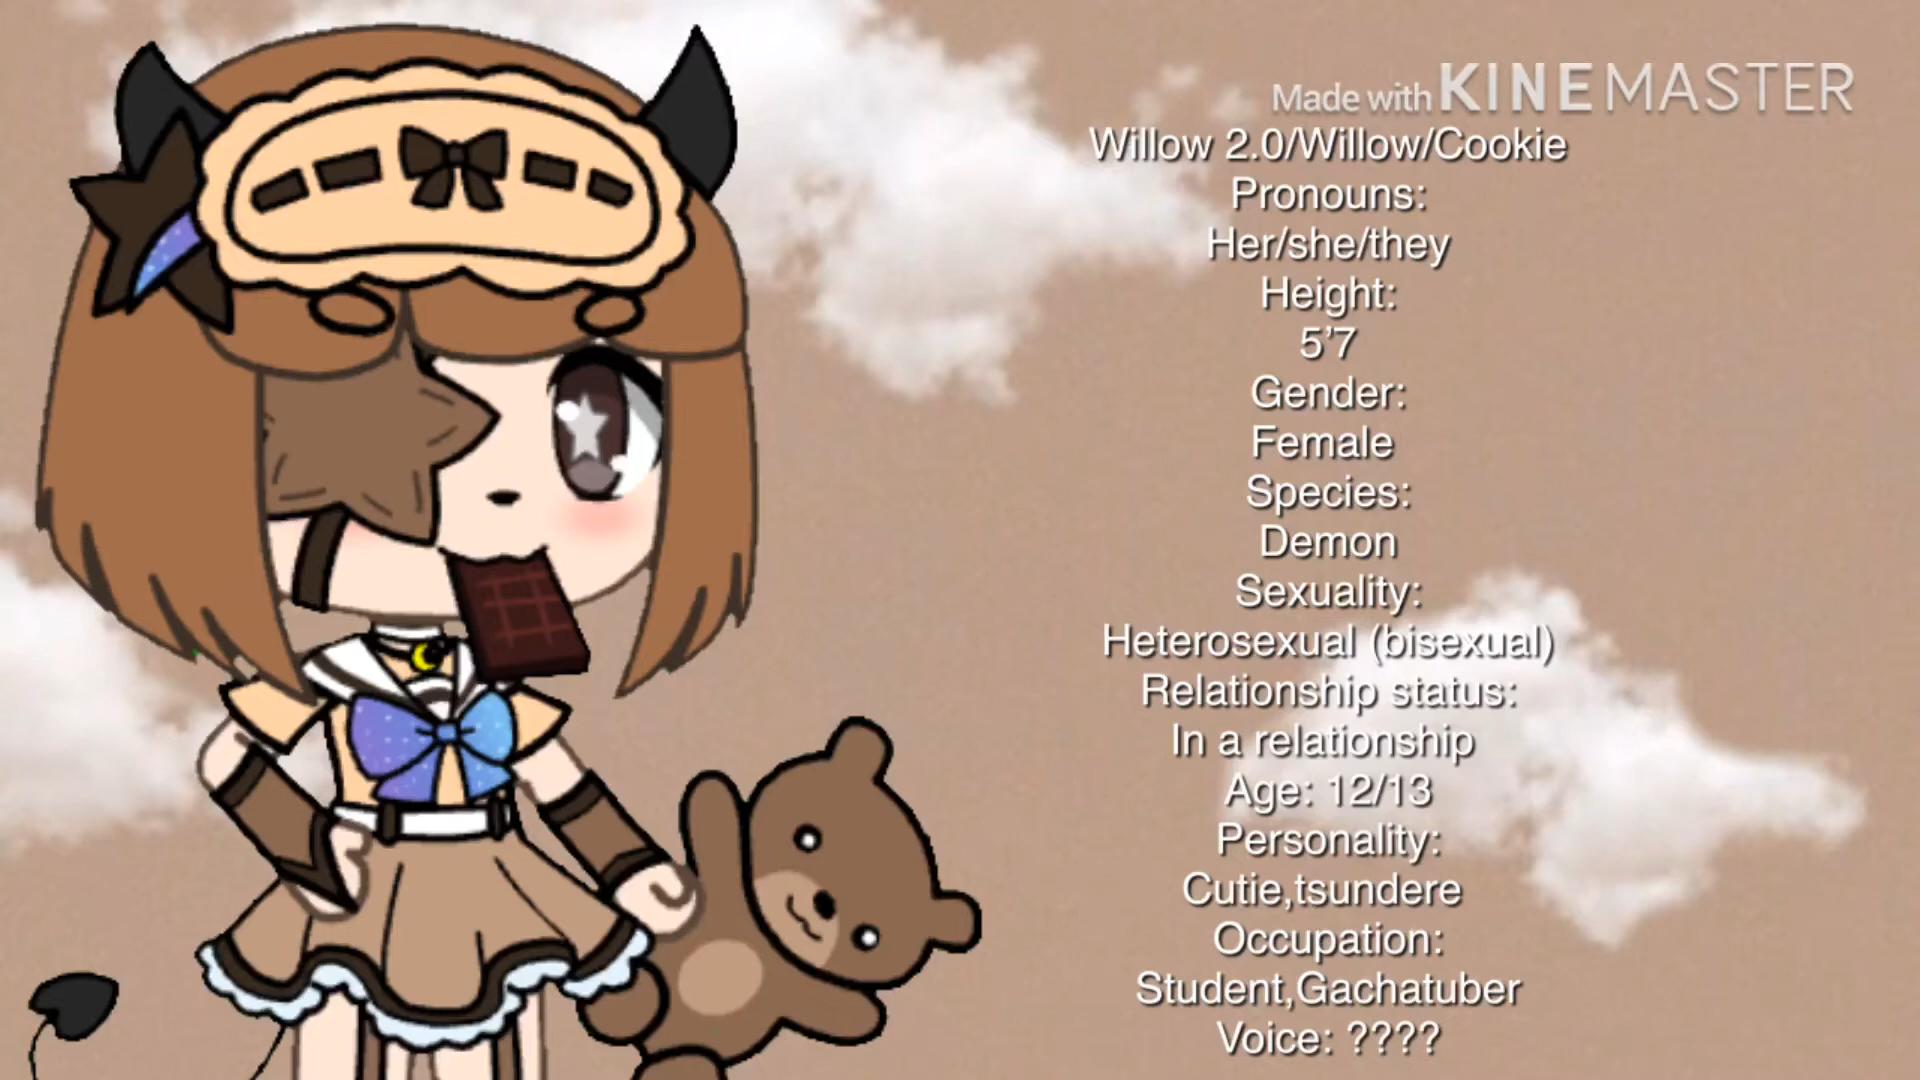 Made with KINEMASTER
Willow 2.0/Willow/Cookie
Pronouns:
Her/she/they
Height:
5'7
Gender:
Female
Species:
Demon
Sexuality:
Heterosexual (bisexual)
Relationship status:
In a relationship
Age: 12/13
Personality:
Cutie,tsundere
Occupation:
Student,Gachatuber
Voice: ????